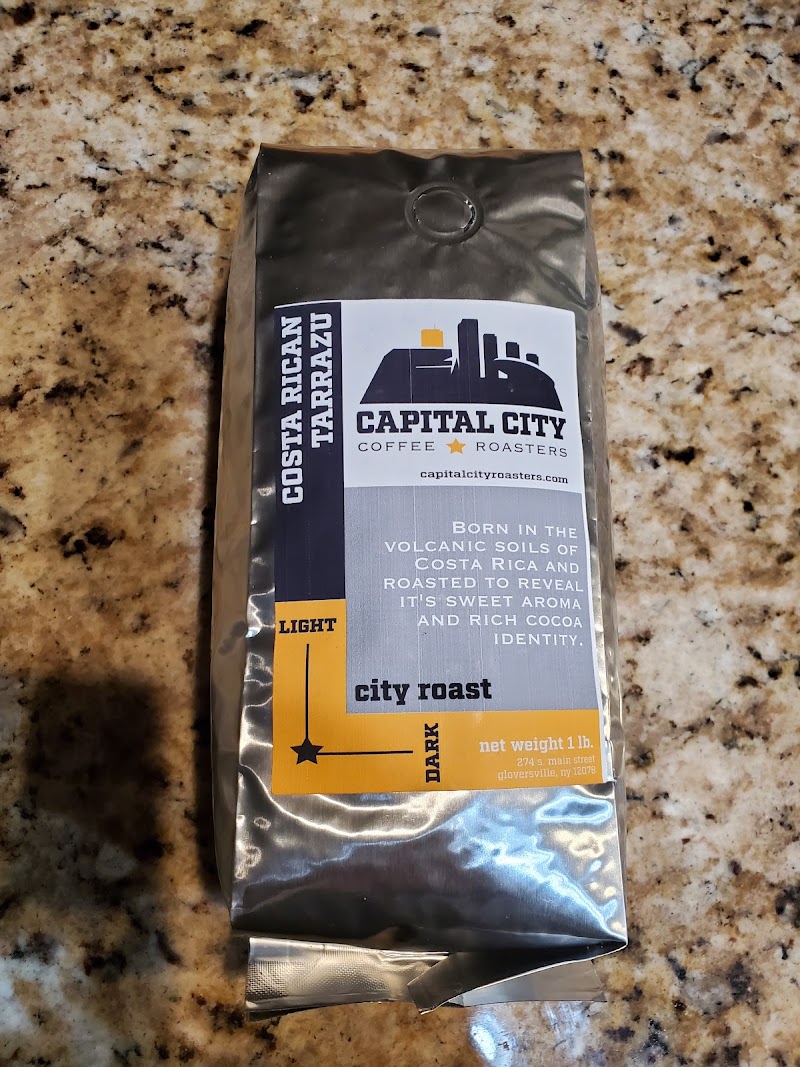 COSTA RICAN
TARRAZU
CAPITAL CITY
COFFEE ROASTERS
capitalcityroasters.com
BORN IN THE
VOLCANIC SOILS OF
COSTA RICA AND
ROASTED TO REVEAL
IT'S SWEET AROMA
AND RICH COCOA
IDENTITY.
city roast
LIGHT
DARK
net weight 1 lb.
274 s. main street
gloversville, ny 12078